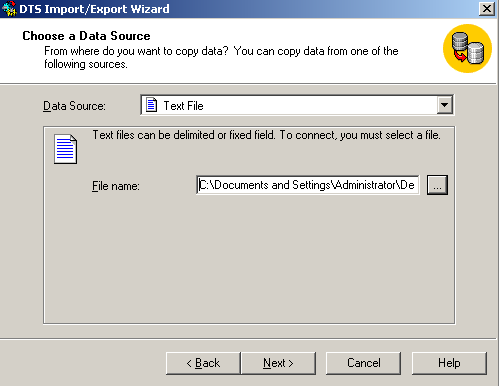 DTS Import/Export Wizard
Choose a Data Source
From where do you want to copy data? You can copy data from one of the
following sources.
Data Source:
Text File
Text files can be delimited or fixed field. To connect, you must select a file.
File name:
C:\Documents and Settings\Administrator\De
...
< Back
Next >
Cancel
Help